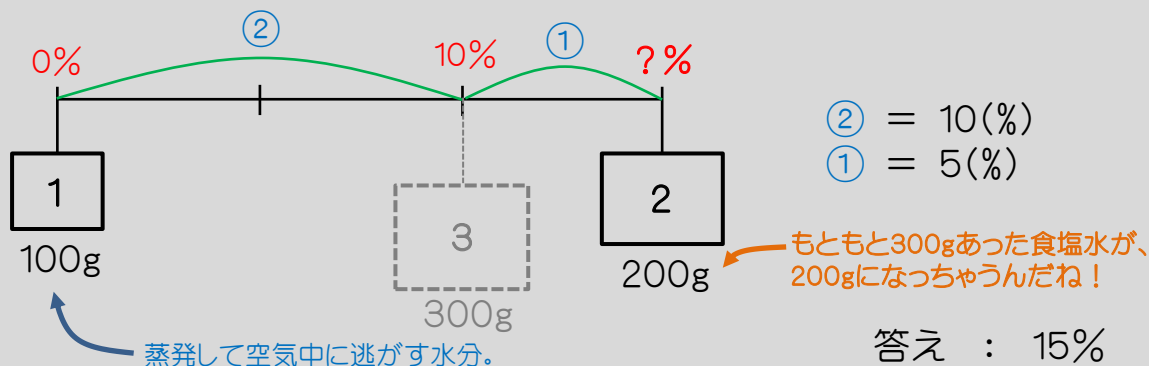 ② ①
0% 10% ?%
② = 10(%)
① = 5(%)
1 3 2
100g 300g 200g
もともと300gあった食塩水が、
200gになっちゃうんだね!
蒸発して空気中に逃がす水分。
答え : 15%